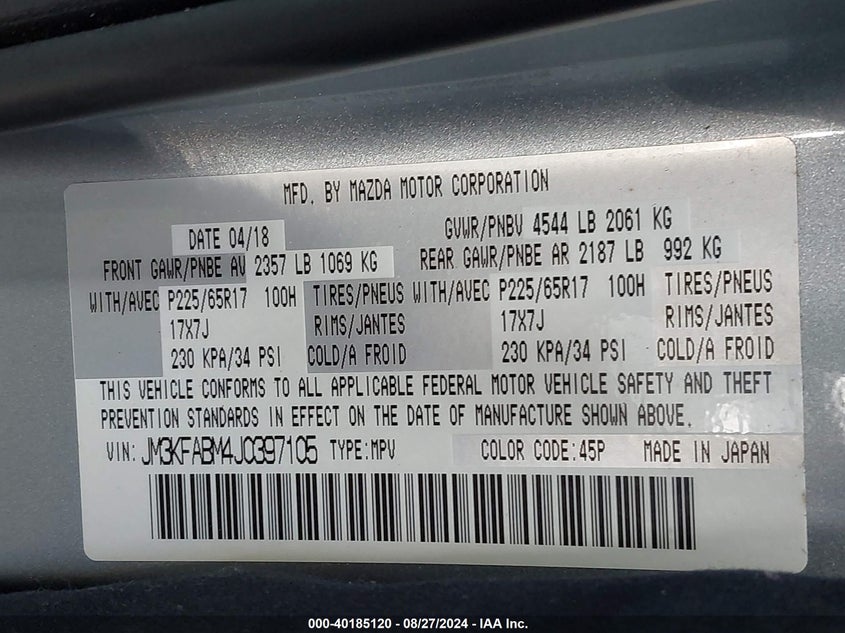 MFD. BY MAZDA MOTOR CORPORATION
DATE 04/18 GVWR/PNBV 4544 LB 2061 KG
FRONT GAWR/PNBE AV 2357 LB 1069 KG REAR GAWR/PNBE AR 2187 LB 992 KG
WITH/AVEC P225/65R17 100H TIRES/PNEUS WITH/AVEC P225/65R17 100H TIRES/PNEUS
17X7J RIMS/JANTES 17X7J RIMS/JANTES
230 KPA/34 PSI COLD/A FROID 230 KPA/34 PSI COLD/A FROID
THIS VEHICLE CONFORMS TO ALL APPLICABLE FEDERAL MOTOR VEHICLE SAFETY AND THEFT
PREVENTION STANDARDS IN EFFECT ON THE DATE OF MANUFACTURE SHOWN ABOVE.
VIN: JM3KFABM4J0397105 TYPE:MPV COLOR CODE:45P MADE IN JAPAN
000-40185120 - 08/27/2024 - IAA Inc.